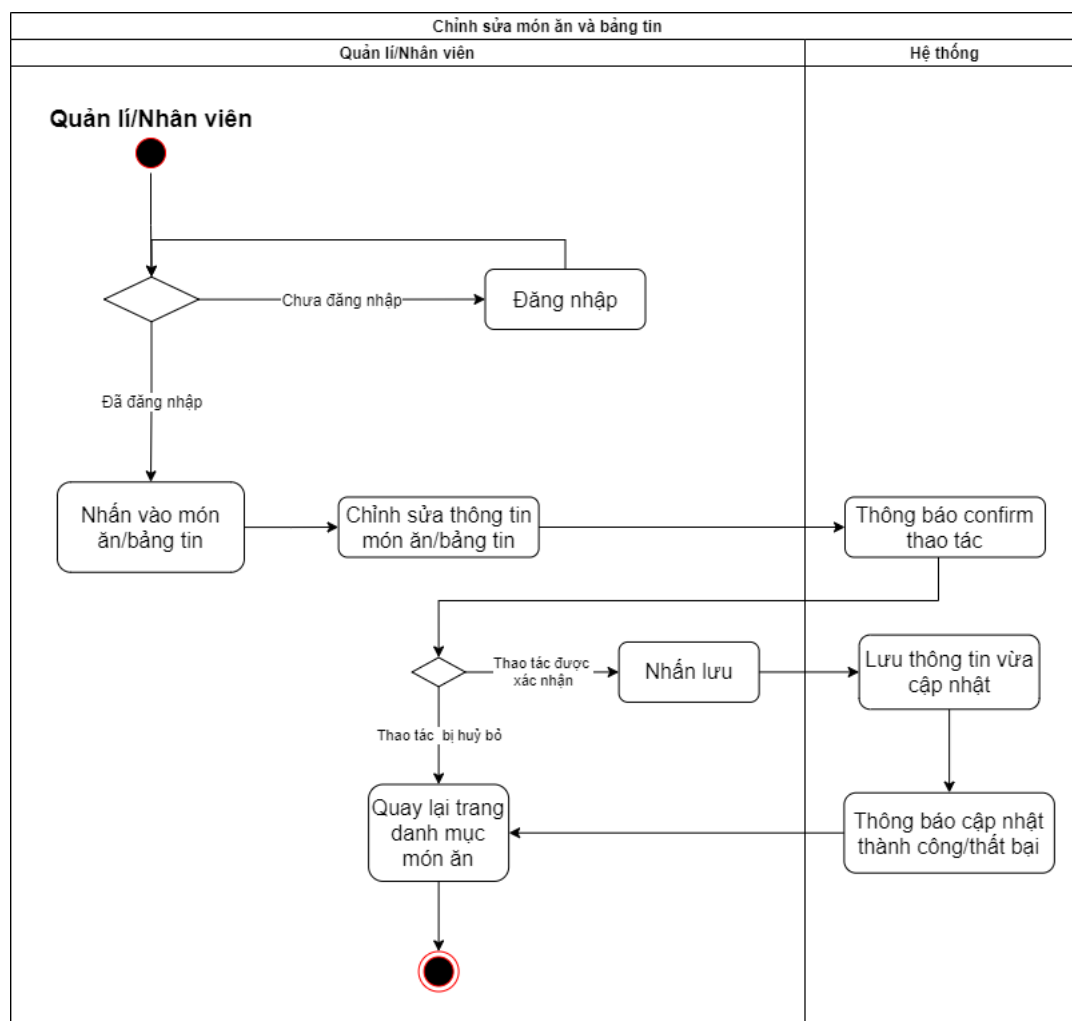 Chỉnh sửa món ăn và bảng tin
Quản lí/Nhân viên
Hệ thống
Quản lí/Nhân viên
Chưa đăng nhập
Đăng nhập
Đã đăng nhập
Nhấn vào món
ăn/bảng tin
Chỉnh sửa thông tin
món ăn/bảng tin
Thông báo confirm
thao tác
Thao tác được
xác nhận
Nhấn lưu
Lưu thông tin vừa
cập nhật
Thao tác bị huỷ bỏ
Quay lại trang
danh mục
món ăn
Thông báo cập nhật
thành công/thất bại